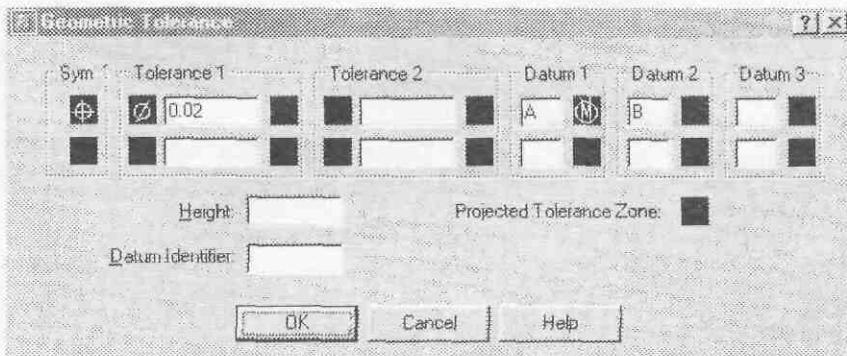 Geometric Tolerance ? ×
Sym Tolerance 1 Tolerance 2 Datum 1 Datum 2 Datum 3
⌖ Ø 0.02 A Ⓜ B
Height:
Projected Tolerance Zone:
Datum Identifier:
OK Cancel Help